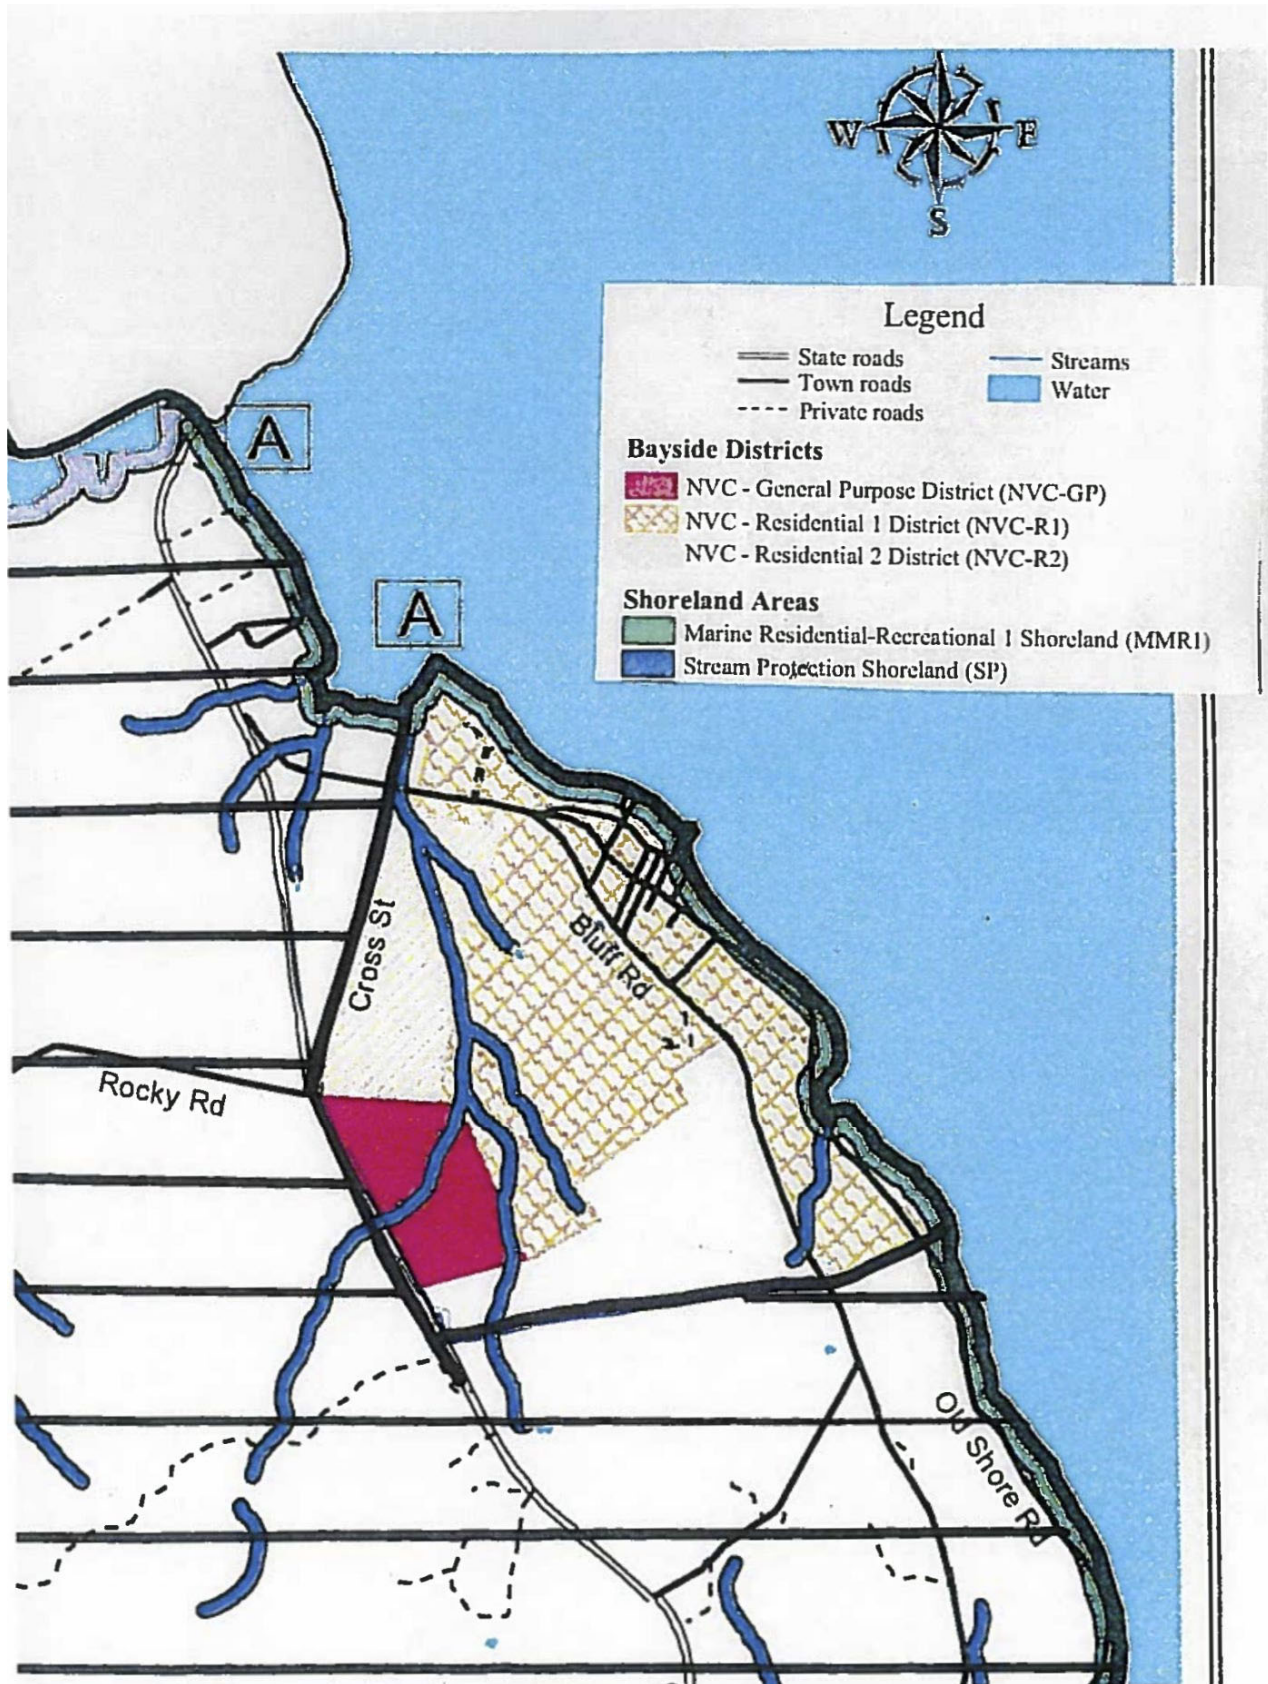 W E
S
Legend
State roads
Town roads
Private roads
Streams
Water
Bayside Districts
NVC - General Purpose District (NVC-GP)
NVC - Residential 1 District (NVC-R1)
NVC - Residential 2 District (NVC-R2)
Shoreland Areas
Marine Residential-Recreational 1 Shoreland (MMR1)
Stream Protection Shoreland (SP)
A
A
Cross St
Bluff Rd
Rocky Rd
Old Shore Rd